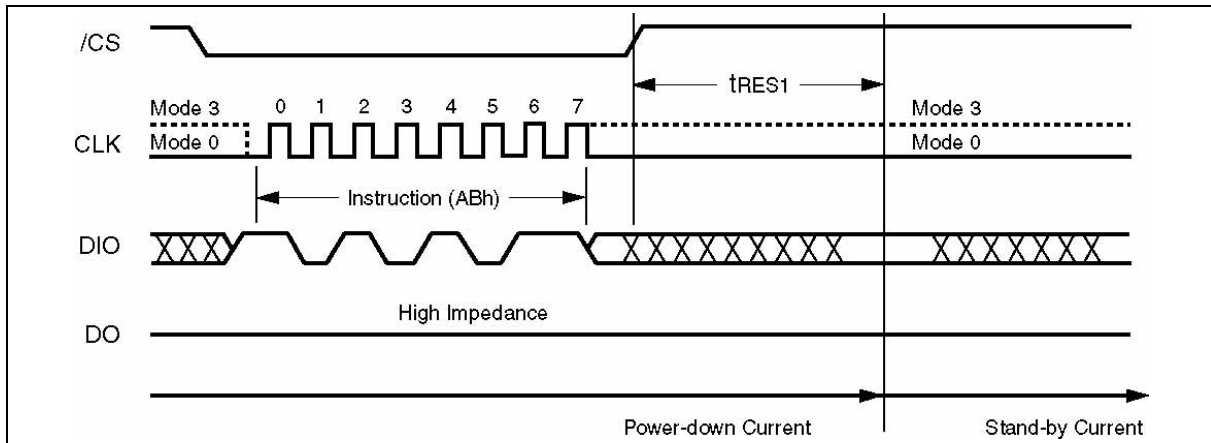 /CS
tRES1
Mode 3 0 1 2 3 4 5 6 7 Mode 3
CLK Mode 0 Mode 0
Instruction (ABh)
DIO
High Impedance
DO
Power-down Current Stand-by Current